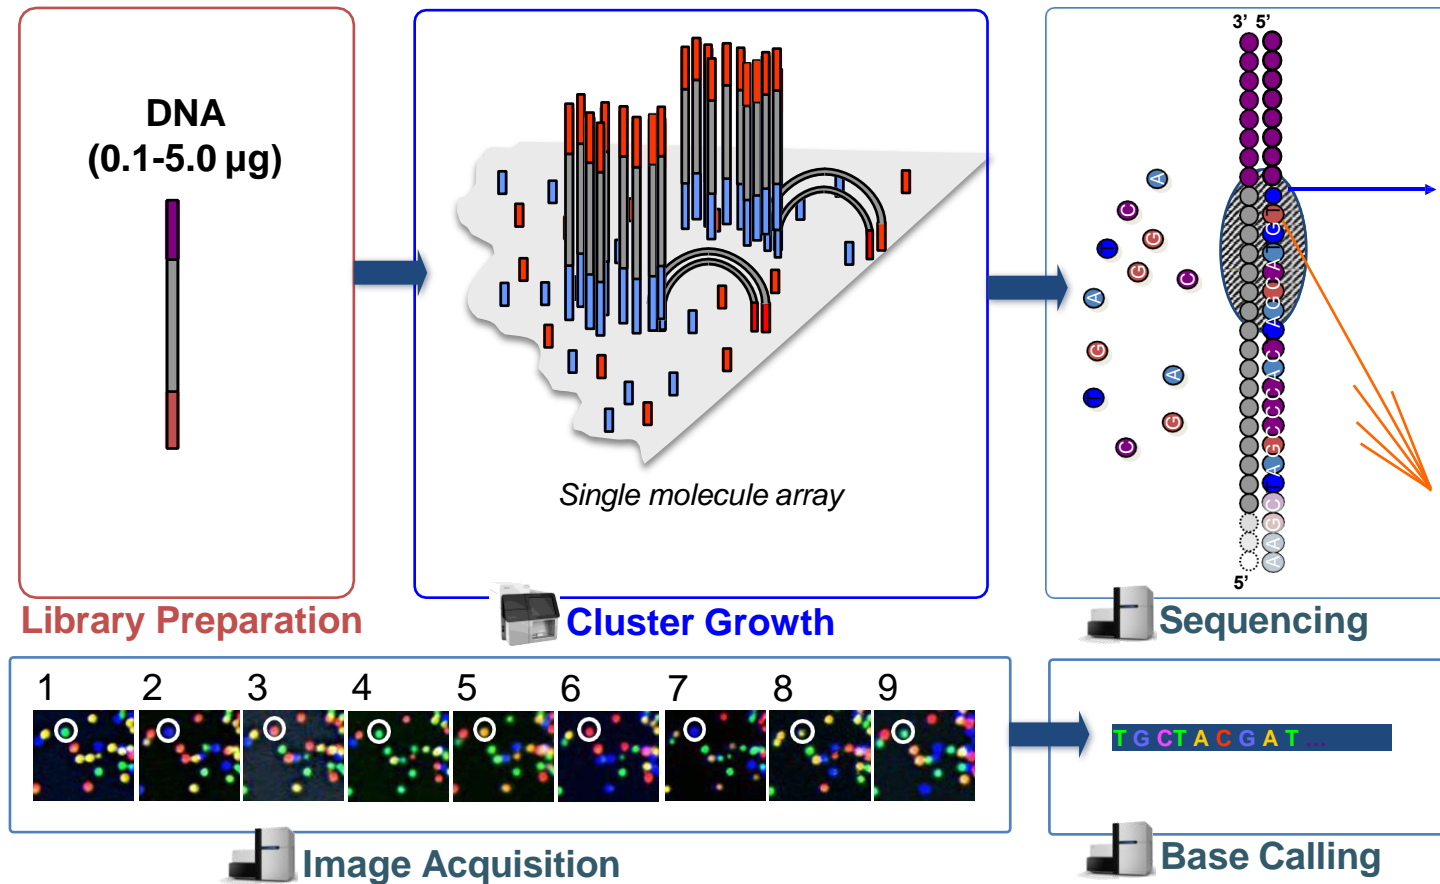 DNA
(0.1-5.0 µg)
Library Preparation
Single molecule array
Cluster Growth
3’ 5’
A
C
G
T
G
C
A
G
A
T
G
C
T
G
T
A
C
G
A
C
A
C
C
G
A
T
C
G
A
A
5’
Sequencing
1 2 3 4 5 6 7 8 9
Image Acquisition
TGCTACGAT...
Base Calling